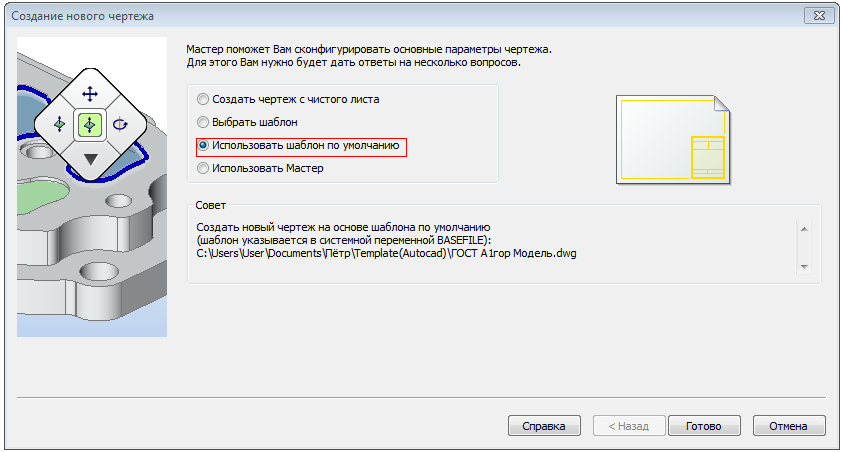 Создание нового чертежа
Мастер поможет Вам сконфигурировать основные параметры чертежа.
Для этого Вам нужно будет дать ответы на несколько вопросов.
Создать чертеж с чистого листа
Выбрать шаблон
Использовать шаблон по умолчанию
Использовать Мастер
Совет
Создать новый чертеж на основе шаблона по умолчанию
(шаблон указывается в системной переменной BASEFILE):
C:\Users\User\Documents\Пётр\Template(Autocad)\ГОСТ А1гор Модель.dwg
Справка
< Назад
Готово
Отмена